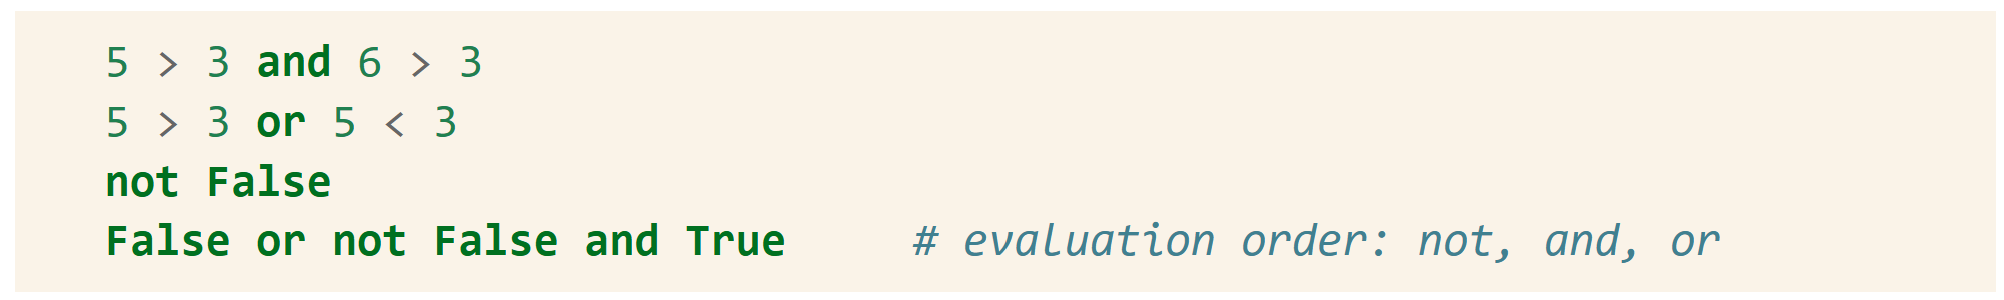 5 > 3 and 6 > 3
5 > 3 or 5 < 3
not False
False or not False and True     # evaluation order: not, and, or